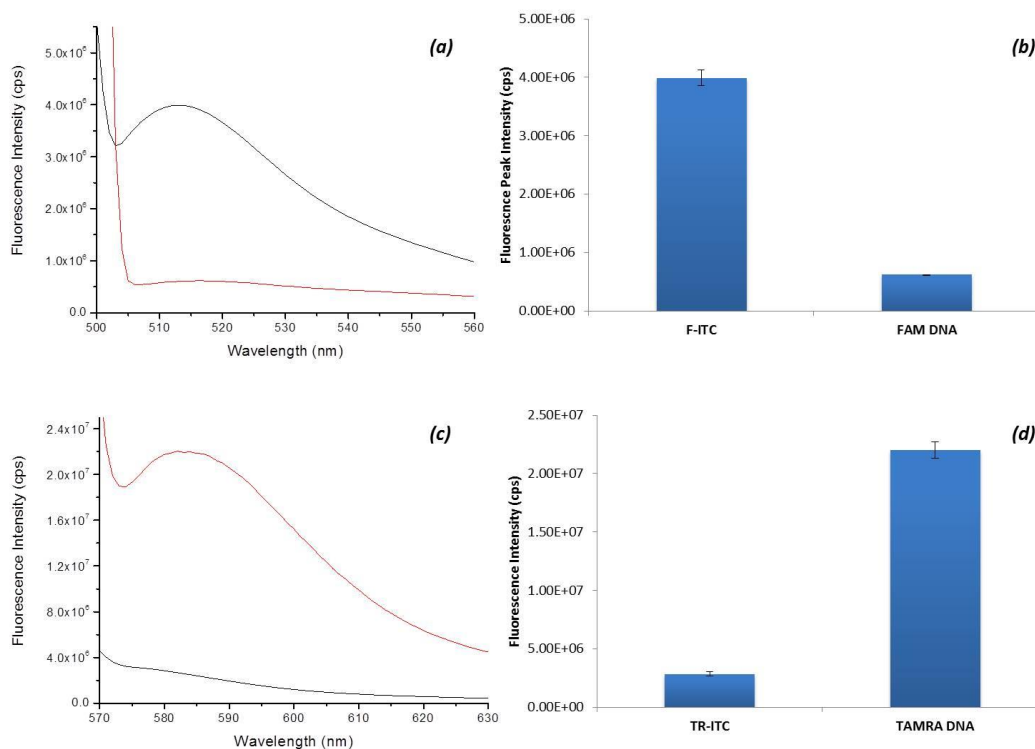 (a)
Fluorescence Intensity (cps)
5.0x10⁶
4.0x10⁶
3.0x10⁶
2.0x10⁶
1.0x10⁶
0.0
500 510 520 530 540 550 560
Wavelength (nm)
(b)
Fluorescnce Peak Intensity (cps)
5.00E+06
4.00E+06
3.00E+06
2.00E+06
1.00E+06
0.00E+00
F-ITC FAM DNA
(c)
Fluorescence Intensity (cps)
2.4x10⁷
2.0x10⁷
1.6x10⁷
1.2x10⁷
8.0x10⁶
4.0x10⁶
0.0
570 580 590 600 610 620 630
Wavelength (nm)
(d)
Fluorescence Intensity (cps)
2.50E+07
2.00E+07
1.50E+07
1.00E+07
5.00E+06
0.00E+00
TR-ITC TAMRA DNA